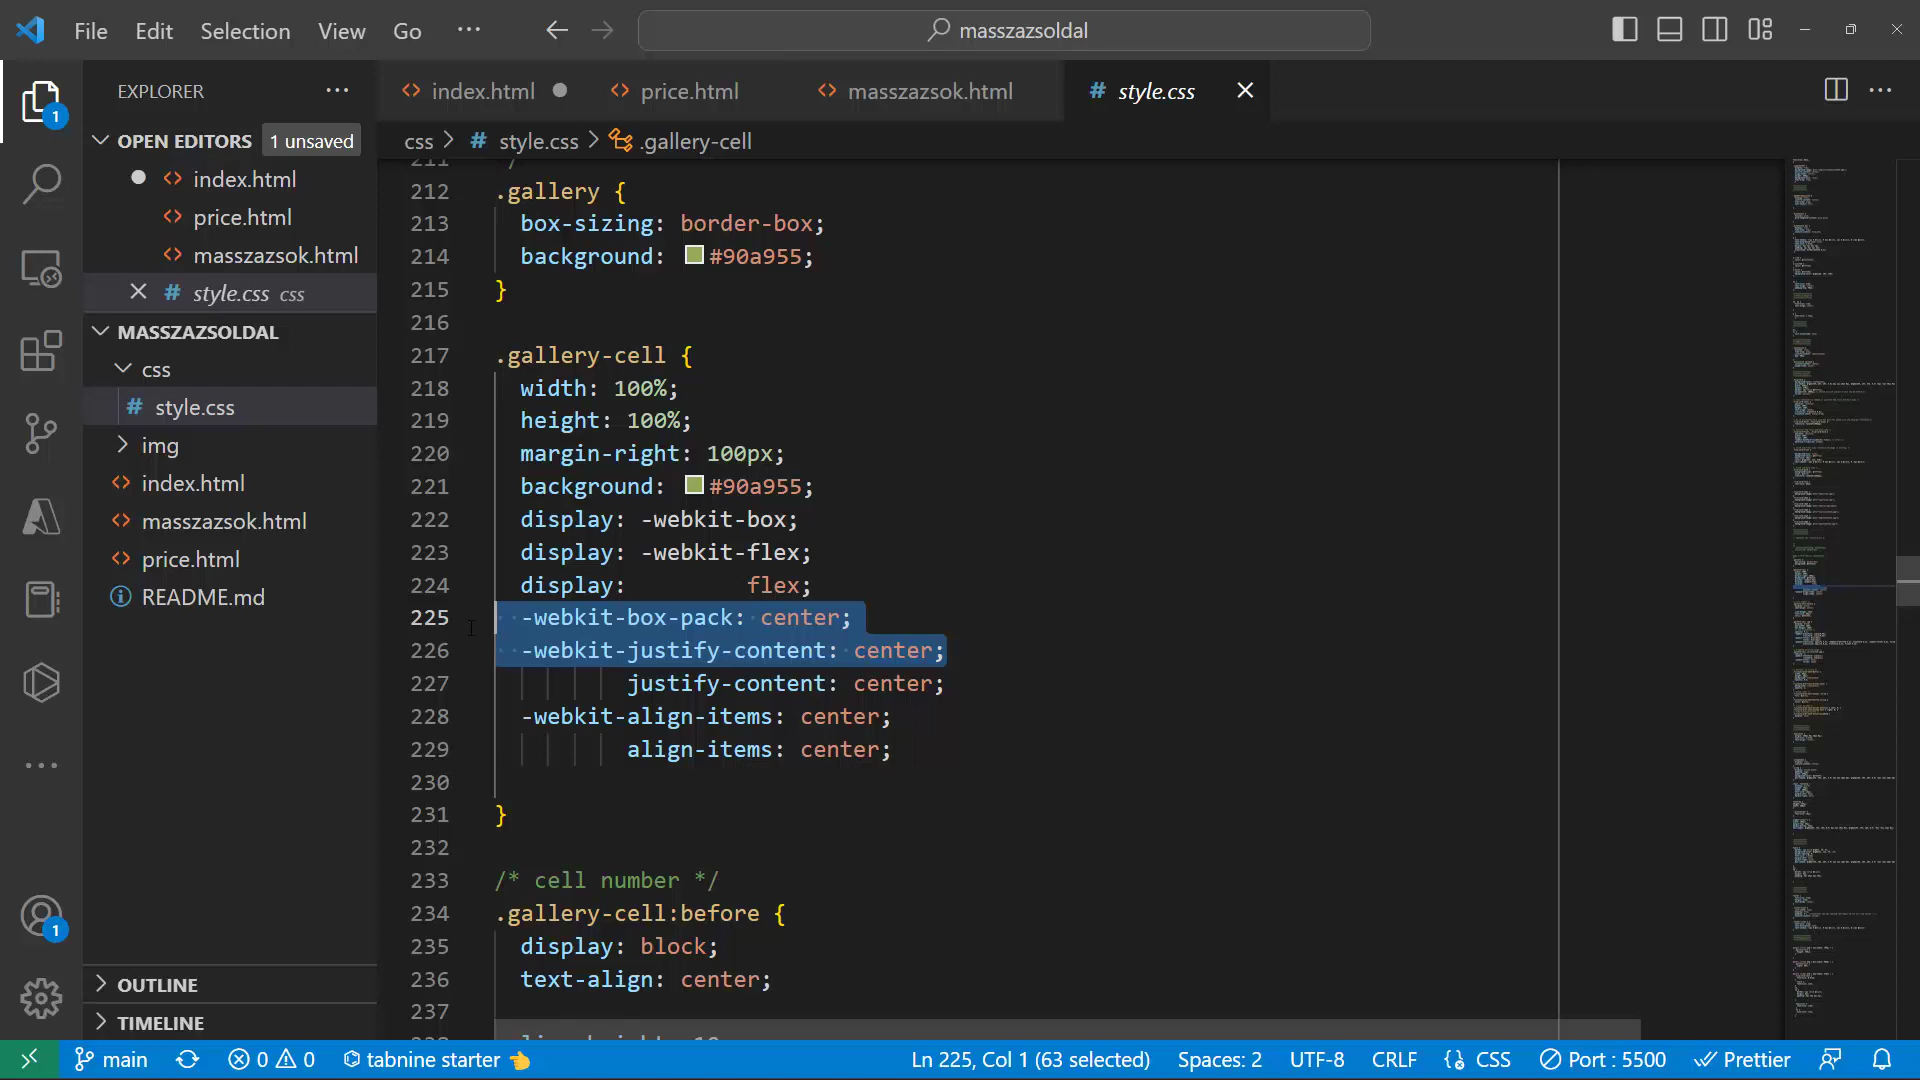 File Edit Selection View Go ··· masszazsoldal
EXPLORER ···
OPEN EDITORS 1 unsaved
index.html
price.html
masszazsok.html
style.css css
MASSZAZSOLDAL
css
style.css
img
index.html
masszazsok.html
price.html
README.md
OUTLINE
TIMELINE
1
1
index.html price.html masszazsok.html # style.css
css > # style.css > .gallery-cell
212 .gallery {
213 box-sizing: border-box;
214 background: #90a955;
215 }
216
217 .gallery-cell {
218 width: 100%;
219 height: 100%;
220 margin-right: 100px;
221 background: #90a955;
222 display: -webkit-box;
223 display: -webkit-flex;
224 display: flex;
225 -webkit-box-pack: center;
226 -webkit-justify-content: center;
227 justify-content: center;
228 -webkit-align-items: center;
229 align-items: center;
230
231 }
232
233 /* cell number */
234 .gallery-cell:before {
235 display: block;
236 text-align: center;
237
main 0 0 tabnine starter Ln 225, Col 1 (63 selected) Spaces: 2 UTF-8 CRLF {} CSS Port : 5500 Prettier